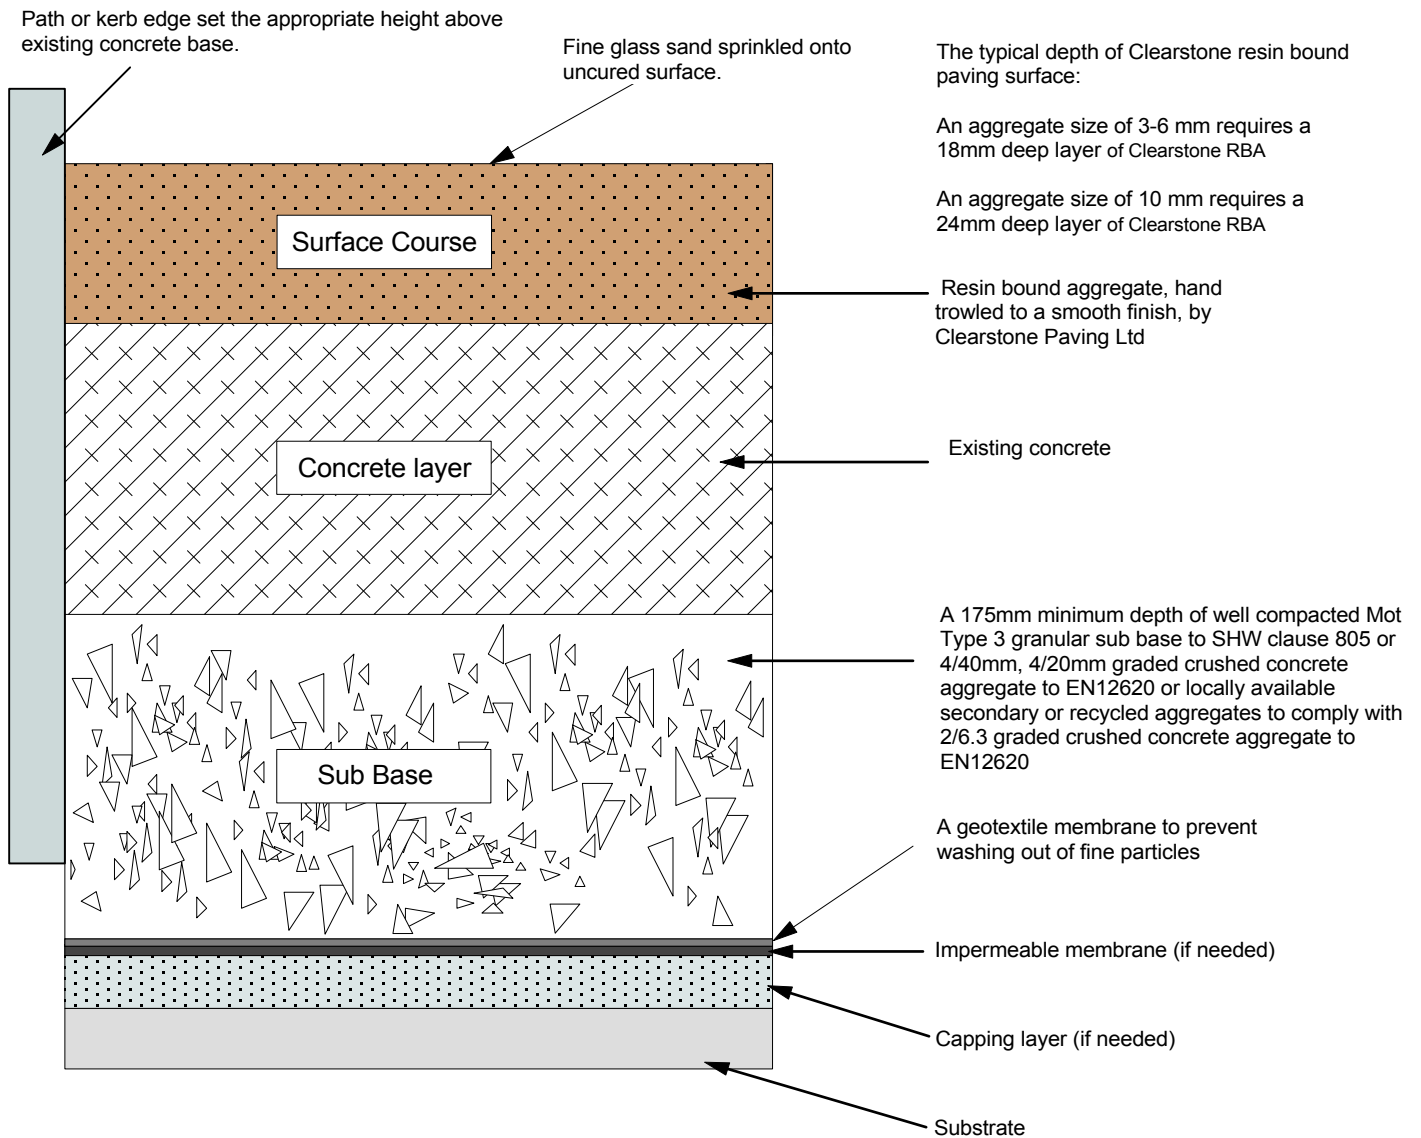 Path or kerb edge set the appropriate height above
existing concrete base.
Fine glass sand sprinkled onto
uncured surface.
The typical depth of Clearstone resin bound
paving surface:
An aggregate size of 3-6 mm requires a
18mm deep layer of Clearstone RBA
An aggregate size of 10 mm requires a
24mm deep layer of Clearstone RBA
Surface Course
Resin bound aggregate, hand
trowled to a smooth finish, by
Clearstone Paving Ltd
Concrete layer
Existing concrete
A 175mm minimum depth of well compacted Mot
Type 3 granular sub base to SHW clause 805 or
4/40mm, 4/20mm graded crushed concrete
aggregate to EN12620 or locally available
secondary or recycled aggregates to comply with
2/6.3 graded crushed concrete aggregate to
EN12620
Sub Base
A geotextile membrane to prevent
washing out of fine particles
Impermeable membrane (if needed)
Capping layer (if needed)
Substrate